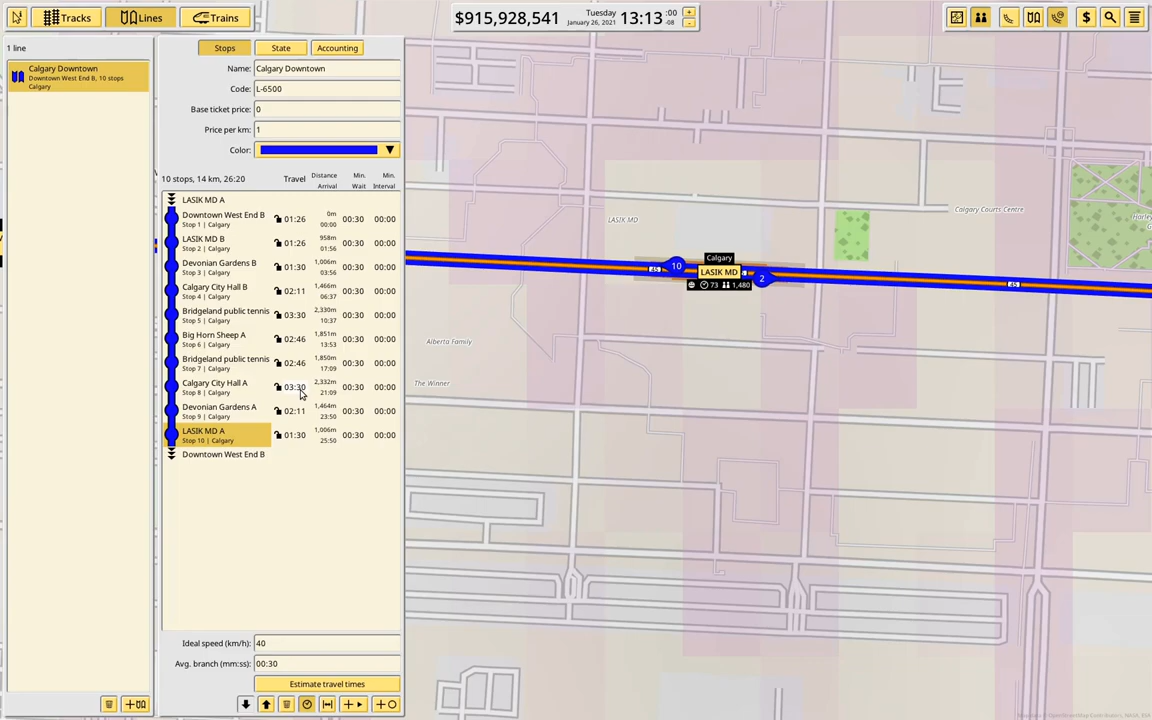 Tracks
Lines
Trains
$915,928,541
Tuesday
January 26, 2021
13:13
:00
-08
+
-
$
1 line
Calgary Downtown
Downtown West End B, 10 stops
Calgary
Stops
State
Accounting
Name:
Calgary Downtown
Code:
L-6500
Base ticket price:
0
Price per km:
1
Color:
10 stops, 14 km, 26:20
Travel
Distance
Arrival
Min.
Wait
Min.
Interval
LASIK MD A
Downtown West End B
Stop 1 | Calgary
01:26
0m
00:00
00:30
00:00
LASIK MD B
Stop 2 | Calgary
01:26
958m
01:56
00:30
00:00
Devonian Gardens B
Stop 3 | Calgary
01:30
1,006m
03:56
00:30
00:00
Calgary City Hall B
Stop 4 | Calgary
02:11
1,466m
06:37
00:30
00:00
Bridgeland public tennis
Stop 5 | Calgary
03:30
2,330m
10:37
00:30
00:00
Big Horn Sheep A
Stop 6 | Calgary
02:46
1,851m
13:53
00:30
00:00
Bridgeland public tennis
Stop 7 | Calgary
02:46
1,850m
17:09
00:30
00:00
Calgary City Hall A
Stop 8 | Calgary
03:30
2,332m
21:09
00:30
00:00
Devonian Gardens A
Stop 9 | Calgary
02:11
1,464m
23:50
00:30
00:00
LASIK MD A
Stop 10 | Calgary
01:30
1,006m
25:50
00:30
00:00
Downtown West End B
Ideal speed (km/h):
40
Avg. branch (mm:ss):
00:30
Estimate travel times
LASIK MD
Calgary Courts Centre
Harley
Calgary
LASIK MD
10
2
73
1,480
45
45
Alberta Family
The Winner